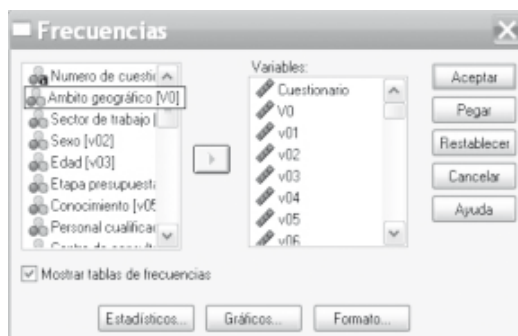 Frecuencias
Numero de cuesti
Ambito geográfico [V0]
Sector de trabajo [
Sexo [v02]
Edad [v03]
Etapa presupuesta
Conocimiento [v05
Personal cualificac
Variables:
Cuestionario
V0
v01
v02
v03
v04
v05
v06
Aceptar
Pegar
Restablecer
Cancelar
Ayuda
Mostrar tablas de frecuencias
Estadísticos...
Gráficos...
Formato...